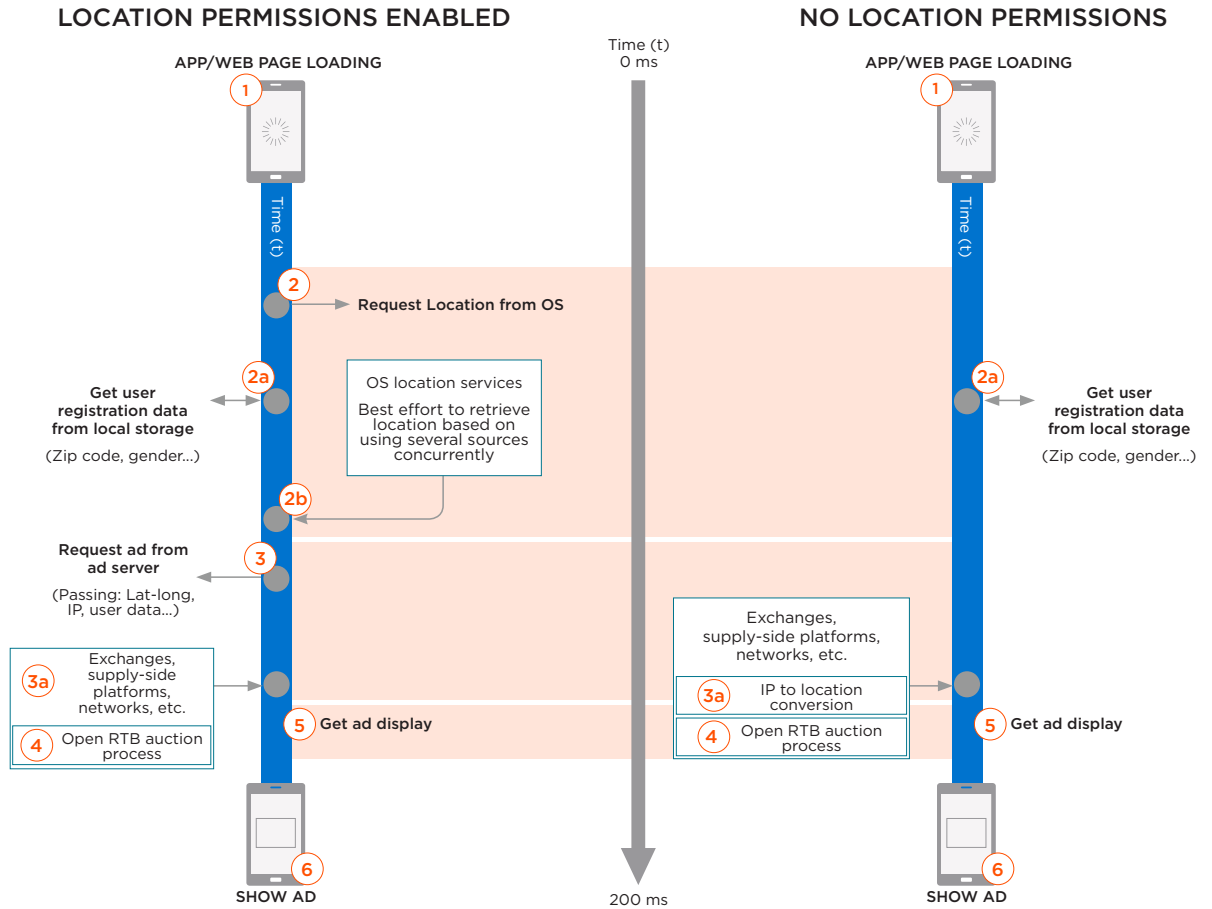 LOCATION PERMISSIONS ENABLED
NO LOCATION PERMISSIONS
Time (t)
0 ms
APP/WEB PAGE LOADING
1
Time (t)
2
Request Location from OS
2a
Get user
registration data
from local storage
(Zip code, gender...)
OS location services
Best effort to retrieve
location based on
using several sources
concurrently
2b
3
Request ad from
ad server
(Passing: Lat-long,
IP, user data...)
3a
Exchanges,
supply-side
platforms,
networks, etc.
4
Open RTB auction
process
5
Get ad display
6
SHOW AD
200 ms
APP/WEB PAGE LOADING
1
Time (t)
2a
Get user
registration data
from local storage
(Zip code, gender...)
Exchanges,
supply-side platforms,
networks, etc.
3a
IP to location
conversion
4
Open RTB auction
process
5
Get ad display
6
SHOW AD